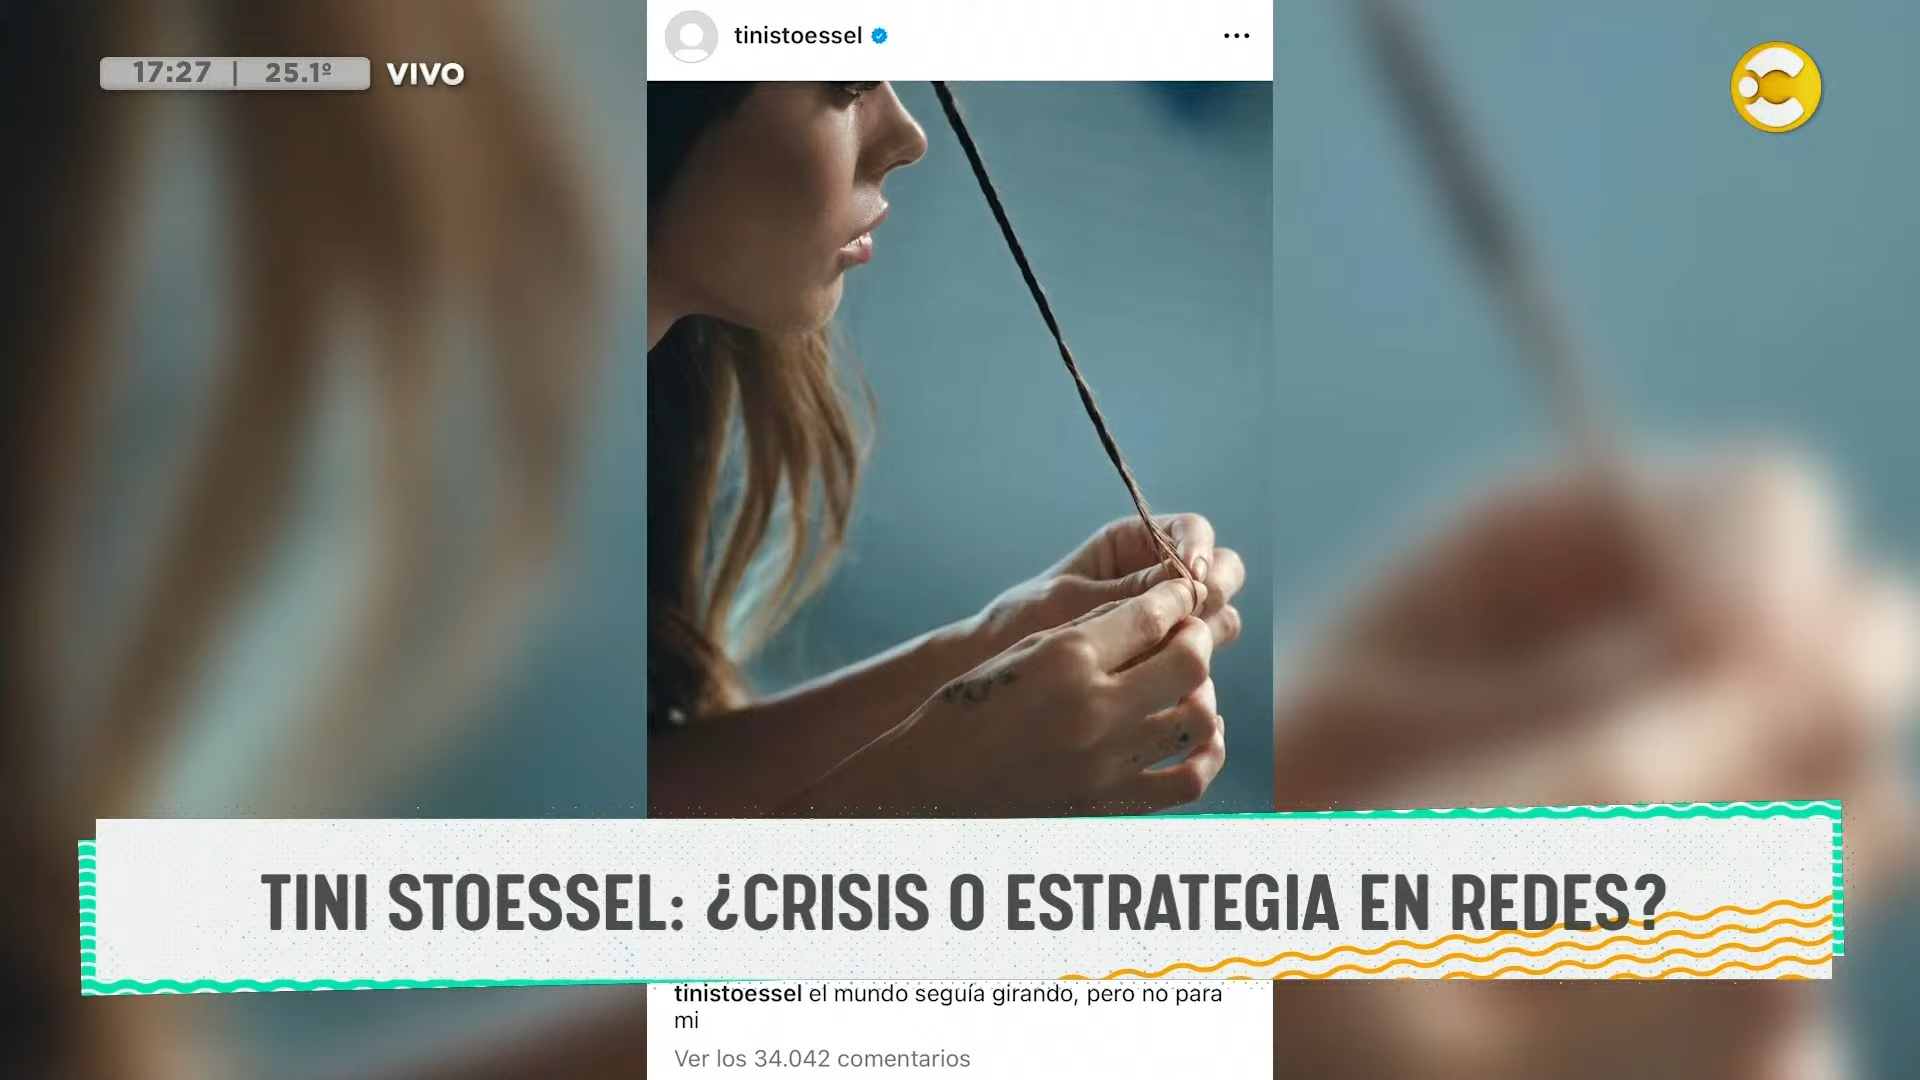 tinistoessel
17:27 | 25.1º VIVO
TINI STOESSEL: ¿CRISIS O ESTRATEGIA EN REDES?
tinistoessel el mundo seguía girando, pero no para
mi
Ver los 34.042 comentarios